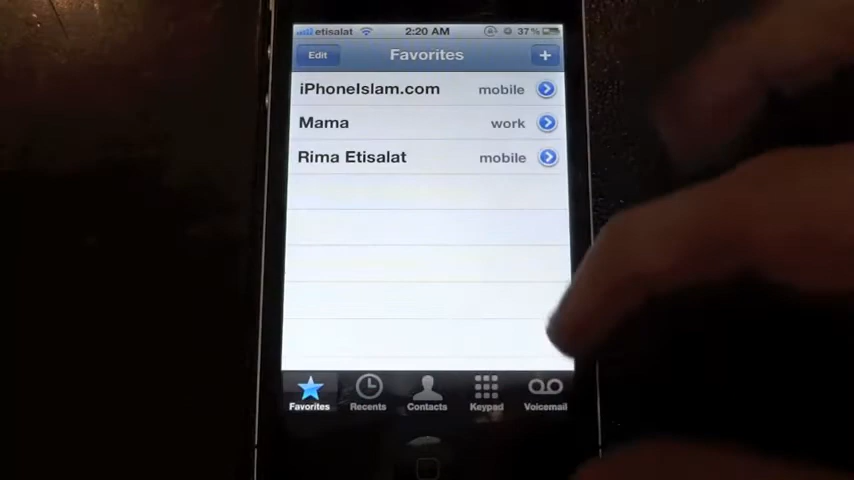 etisalat 2:20 AM 37%
Edit Favorites +
iPhoneIslam.com mobile
Mama work
Rima Etisalat mobile
Favorites Recents Contacts Keypad Voicemail